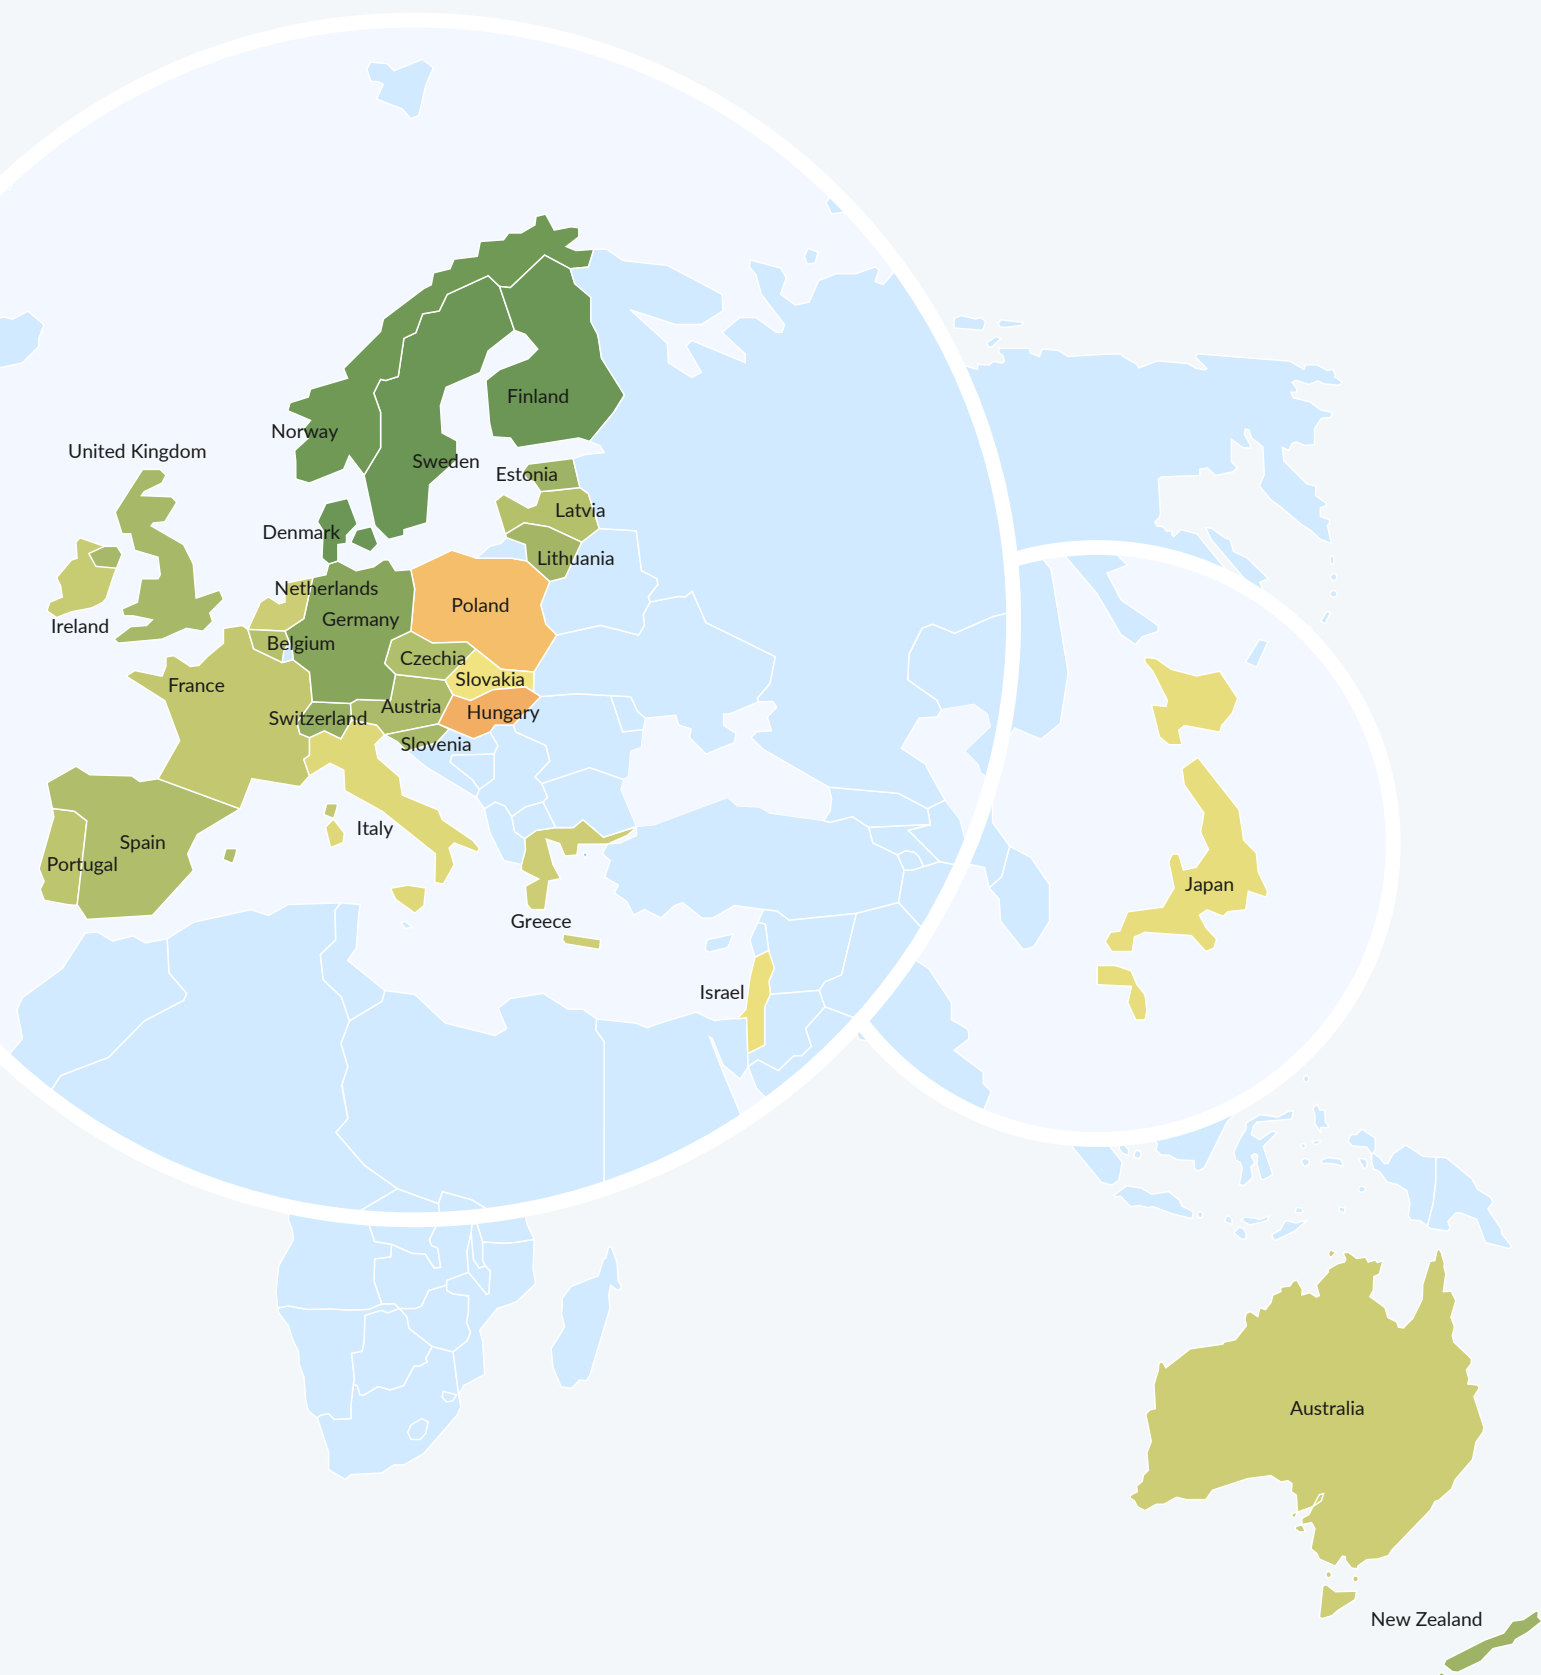 Finland
Norway
United Kingdom
Sweden
Estonia
Latvia
Denmark
Lithuania
Netherlands
Poland
Germany
Ireland
Belgium
Czechia
Slovakia
France
Austria
Hungary
Switzerland
Slovenia
Italy
Spain
Portugal
Japan
Greece
Israel
Australia
New Zealand